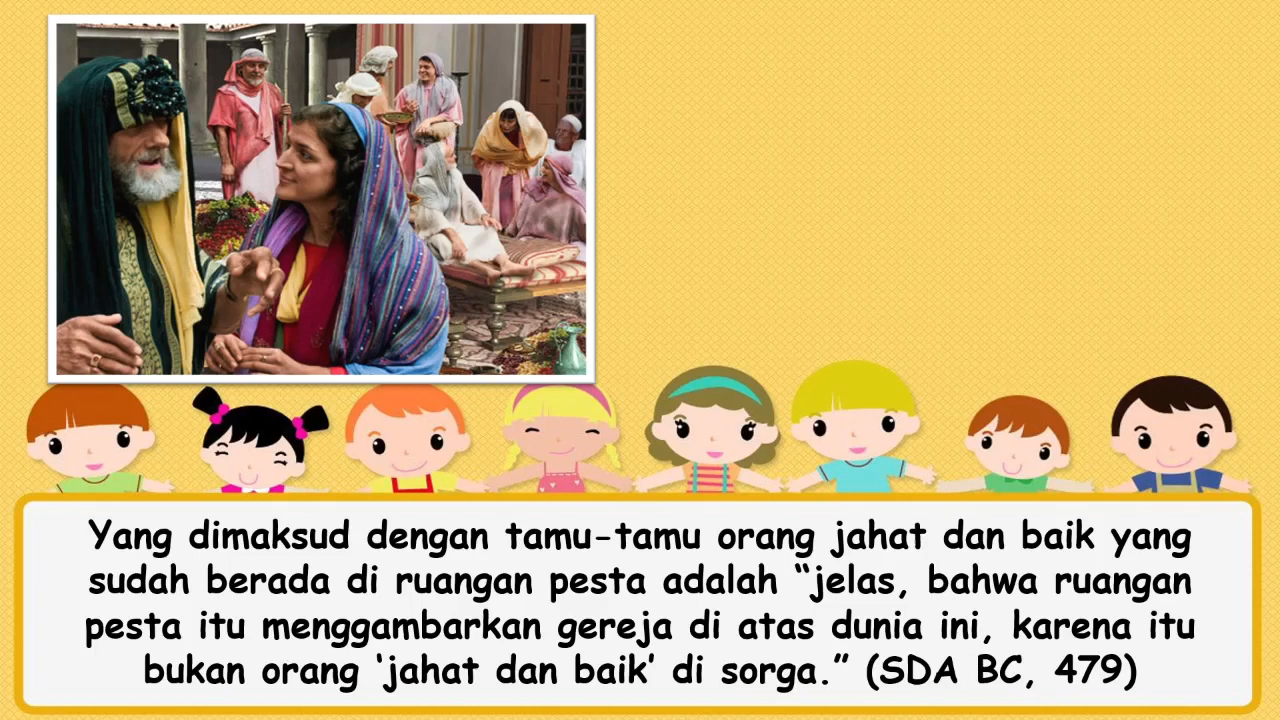 Yang dimaksud dengan tamu-tamu orang jahat dan baik yang
sudah berada di ruangan pesta adalah “jelas, bahwa ruangan
pesta itu menggambarkan gereja di atas dunia ini, karena itu
bukan orang ‘jahat dan baik’ di sorga.” (SDA BC, 479)